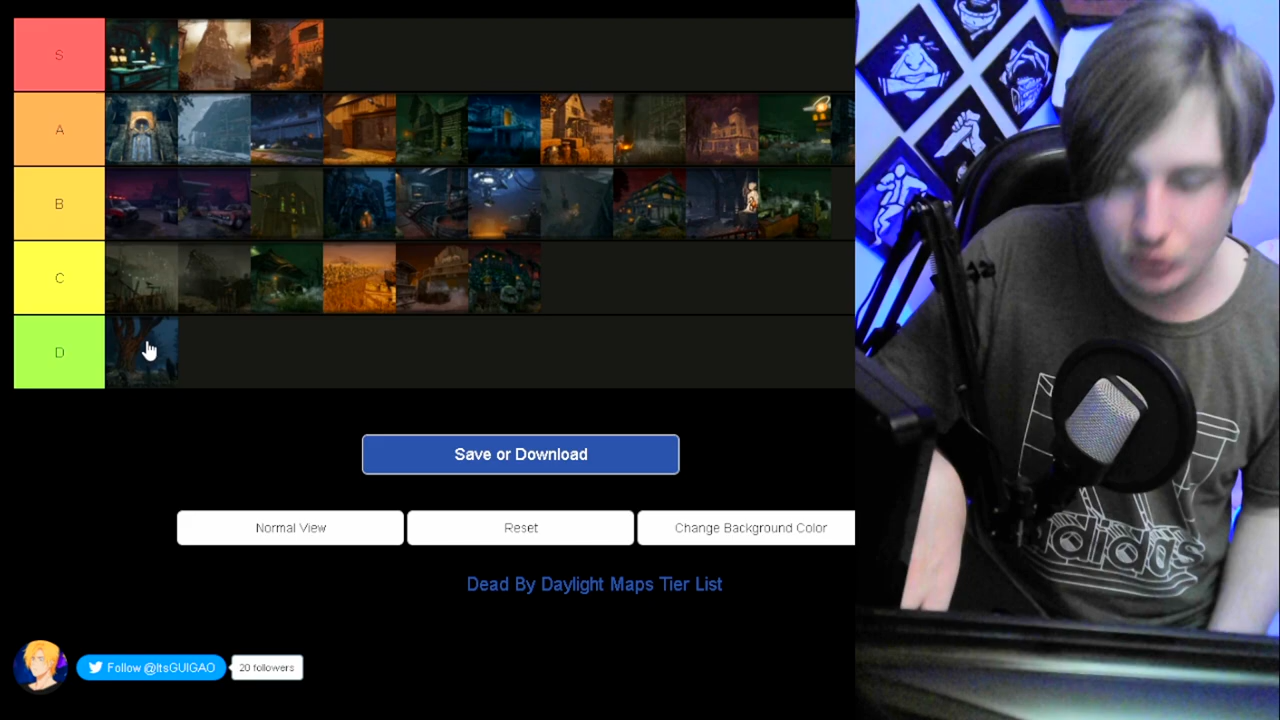 S
A
B
C
D
Save or Download
Normal View
Reset
Change Background Color
Dead By Daylight Maps Tier List
Follow @ItsGUIGAO
20 followers
adidas